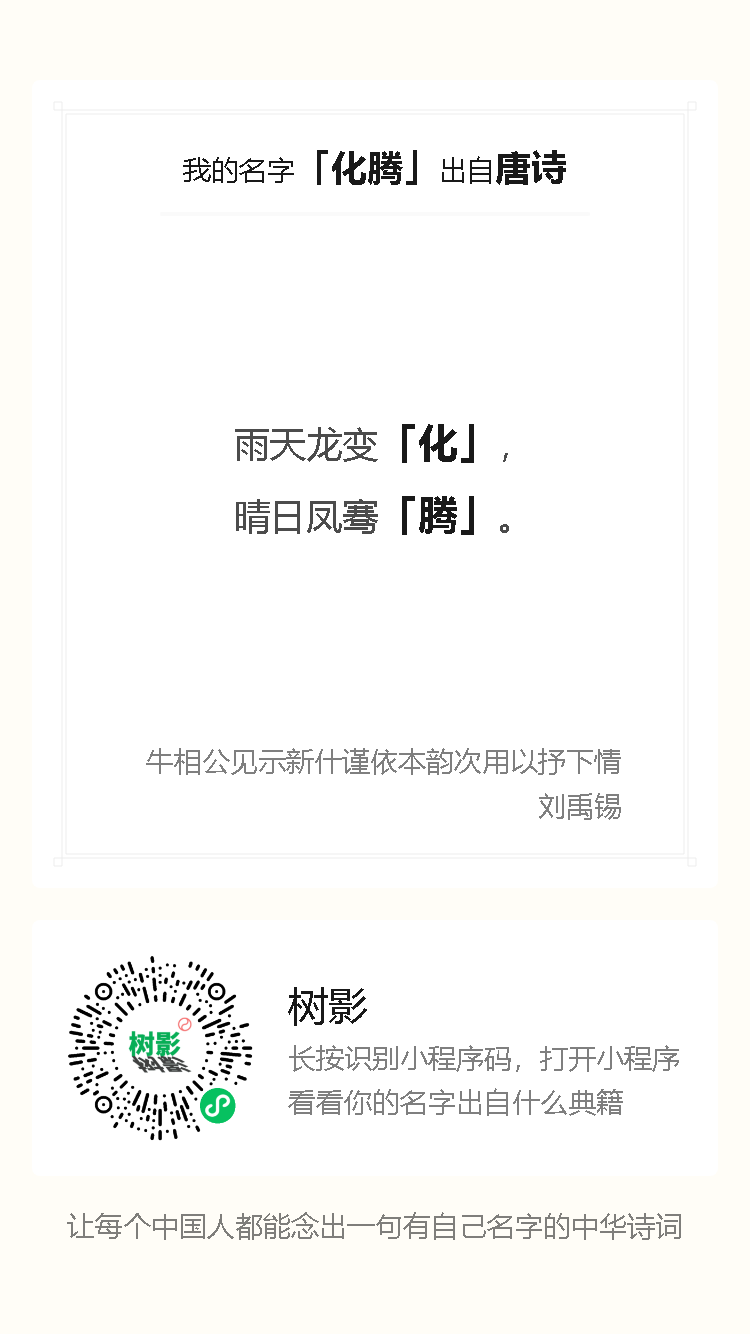 我的名字「化腾」出自唐诗
雨天龙变「化」,
晴日凤骞「腾」。
牛相公见示新什谨依本韵次用以抒下情
刘禹锡
树影
树影
长按识别小程序码，打开小程序
看看你的名字出自什么典籍
让每个中国人都能念出一句有自己名字的中华诗词